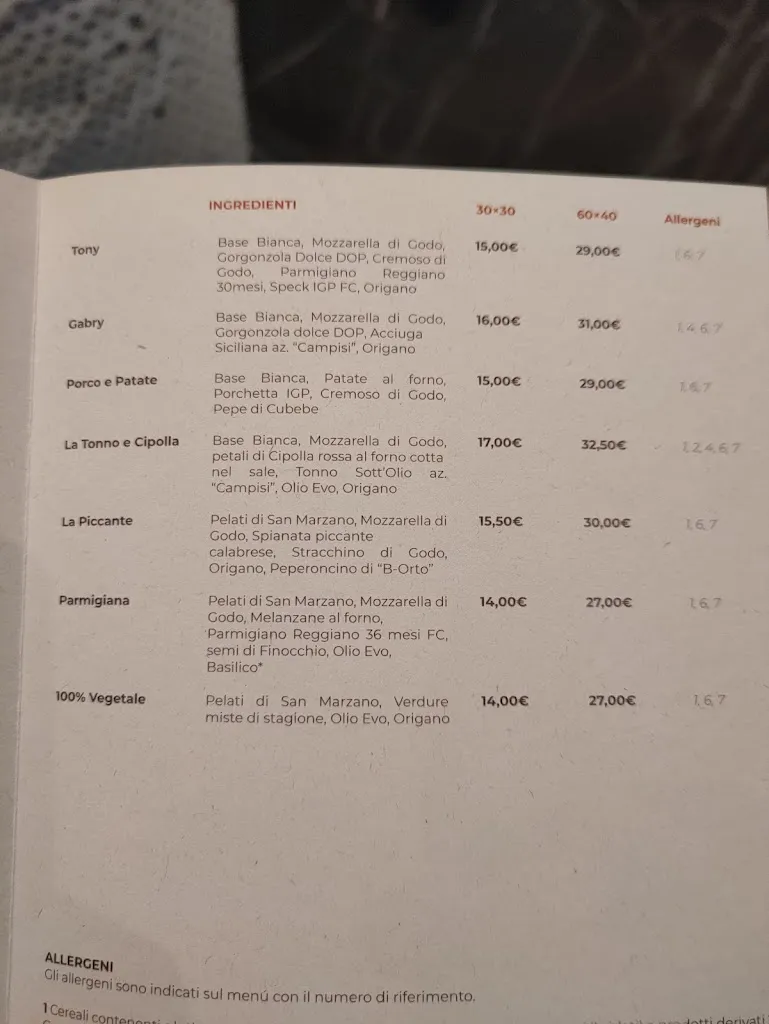 INGREDIENTI 30*30 60*40 Allergeni
Tony Base Bianca, Mozzarella di Godo, 15,00€ 29,00€ 1,6,7
Gorgonzola Dolce DOP, Cremoso di
Godo, Parmigiano Reggiano
30mesi, Speck IGP FC, Origano
Gabry Base Bianca, Mozzarella di Godo, 16,00€ 31,00€ 1,4,6,7
Gorgonzola dolce DOP, Acciuga
Siciliana az. "Campisi", Origano
Porco e Patate Base Bianca, Patate al forno, 15,00€ 29,00€ 1,6,7
Porchetta IGP, Cremoso di Godo,
Pepe di Cubebe
La Tonno e Cipolla Base Bianca, Mozzarella di Godo, 17,00€ 32,50€ 1,2,4,6,7
petali di Cipolla rossa al forno cotta
nel sale, Tonno Sott'Olio az.
"Campisi", Olio Evo, Origano
La Piccante Pelati di San Marzano, Mozzarella di 15,50€ 30,00€ 1,6,7
Godo, Spianata piccante
calabrese, Stracchino di Godo,
Origano, Peperoncino di "B-Orto"
Parmigiana Pelati di San Marzano, Mozzarella di 14,00€ 27,00€ 1,6,7
Godo, Melanzane al forno,
Parmigiano Reggiano 36 mesi FC,
semi di Finocchio, Olio Evo,
Basilico*
100% Vegetale Pelati di San Marzano, Verdure 14,00€ 27,00€ 1,6,7
miste di stagione, Olio Evo, Origano
ALLERGENI
Gli allergeni sono indicati sul menú con il numero di riferimento.
1 Cereali prodotti derivati